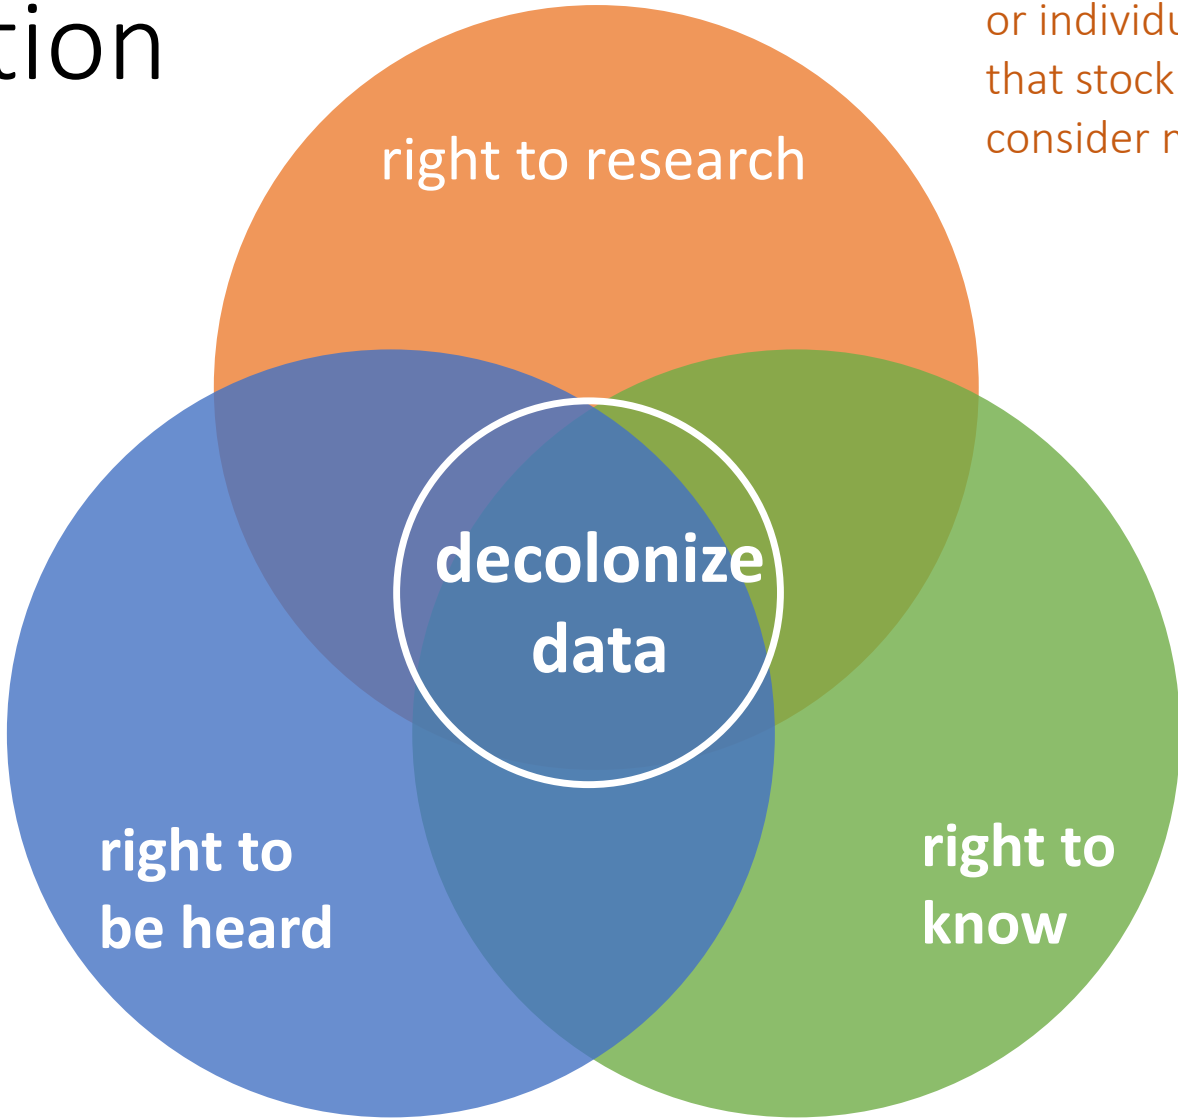 tion
or individu
that stock
consider r
right to research
decolonize
data
right to
be heard
right to
know